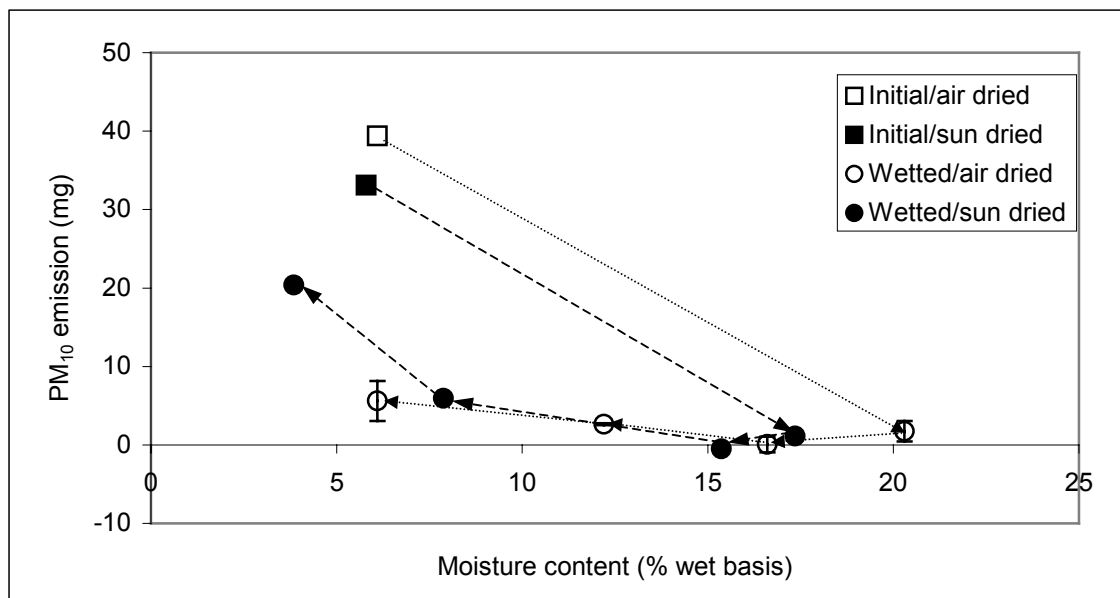 50
40
30
20
10
0
-10
PM₁₀ emission (mg)
0 5 10 15 20 25
Moisture content (% wet basis)
Initial/air dried
Initial/sun dried
Wetted/air dried
Wetted/sun dried